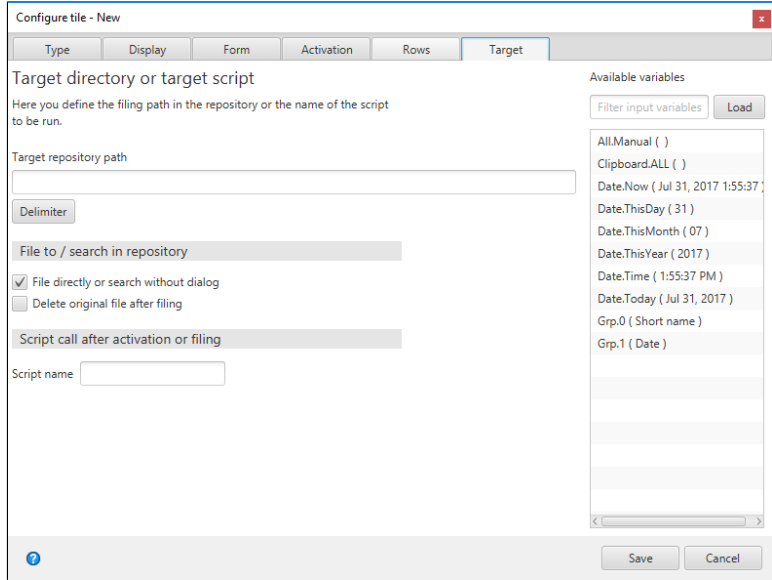 Configure tile - New
x
Type Display Form Activation Rows Target
Target directory or target script
Here you define the filing path in the repository or the name of the script
to be run.
Target repository path
Delimiter
File to / search in repository
File directly or search without dialog
Delete original file after filing
Script call after activation or filing
Script name
Available variables
Filter input variables Load
All.Manual ( )
Clipboard.ALL ( )
Date.Now ( Jul 31, 2017 1:55:37
Date.ThisDay ( 31 )
Date.ThisMonth ( 07 )
Date.ThisYear ( 2017 )
Date.Time ( 1:55:37 PM )
Date.Today ( Jul 31, 2017 )
Grp.0 ( Short name )
Grp.1 ( Date )
?
Save Cancel